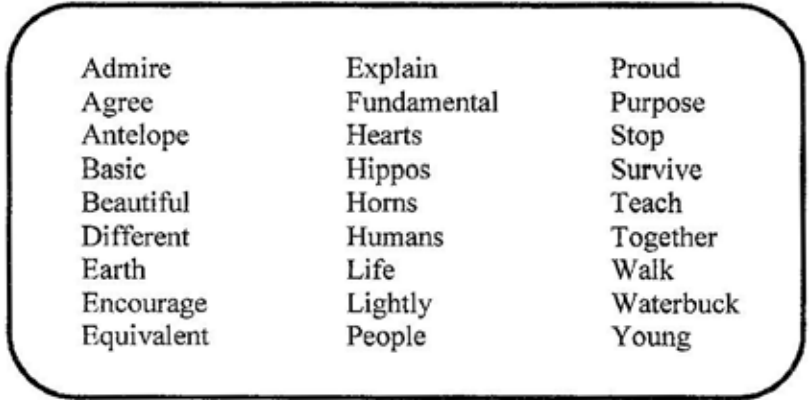 Admire Explain Proud
Agree Fundamental Purpose
Antelope Hearts Stop
Basic Hippos Survive
Beautiful Horns Teach
Different Humans Together
Earth Life Walk
Encourage Lightly Waterbuck
Equivalent People Young